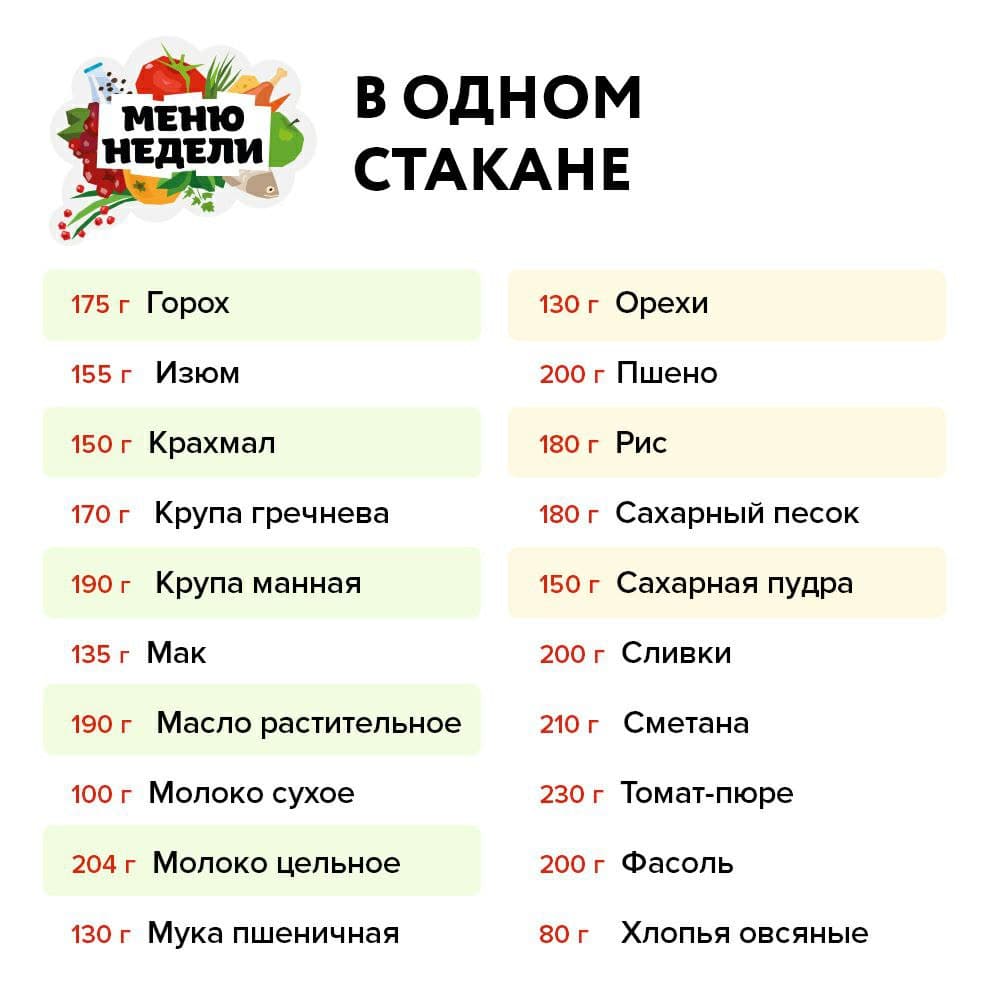 МЕНЮ
НЕДЕЛИ
В ОДНОМ
СТАКАНЕ
175 г Горох
155 г Изюм
150 г Крахмал
170 г Крупа гречнева
190 г Крупа манная
135 г Мак
190 г Масло растительное
100 г Молоко сухое
204 г Молоко цельное
130 г Мука пшеничная
130 г Орехи
200 г Пшено
180 г Рис
180 г Сахарный песок
150 г Сахарная пудра
200 г Сливки
210 г Сметана
230 г Томат-пюре
200 г Фасоль
80 г Хлопья овсяные